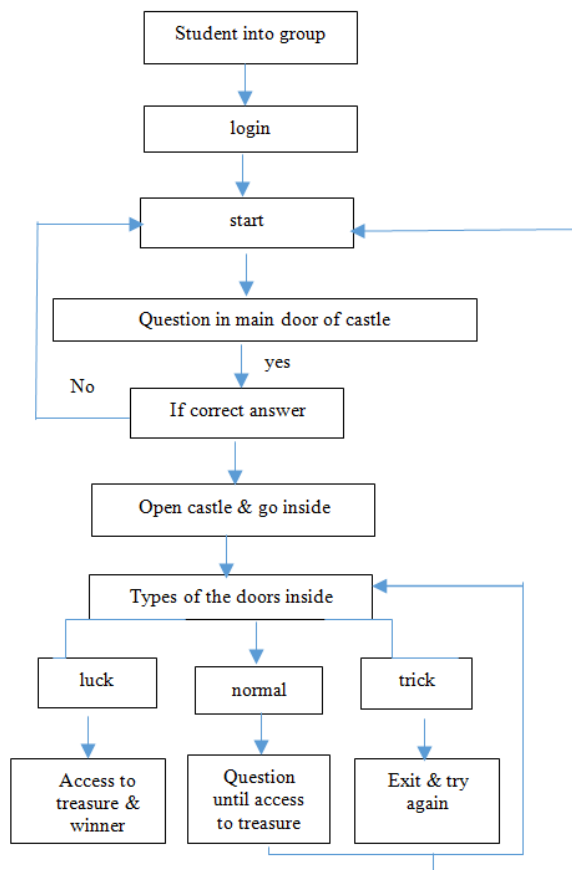 Student into group
login
start
Question in main door of castle
yes
No
If correct answer
Open castle & go inside
Types of the doors inside
luck
normal
trick
Access to
treasure &
winner
Question
until access
to treasure
Exit & try
again